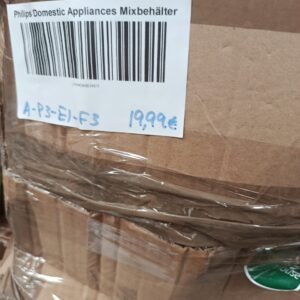 Philips Domestic Appliances Mixbehälter
A-P3-E1-F3 19,99€